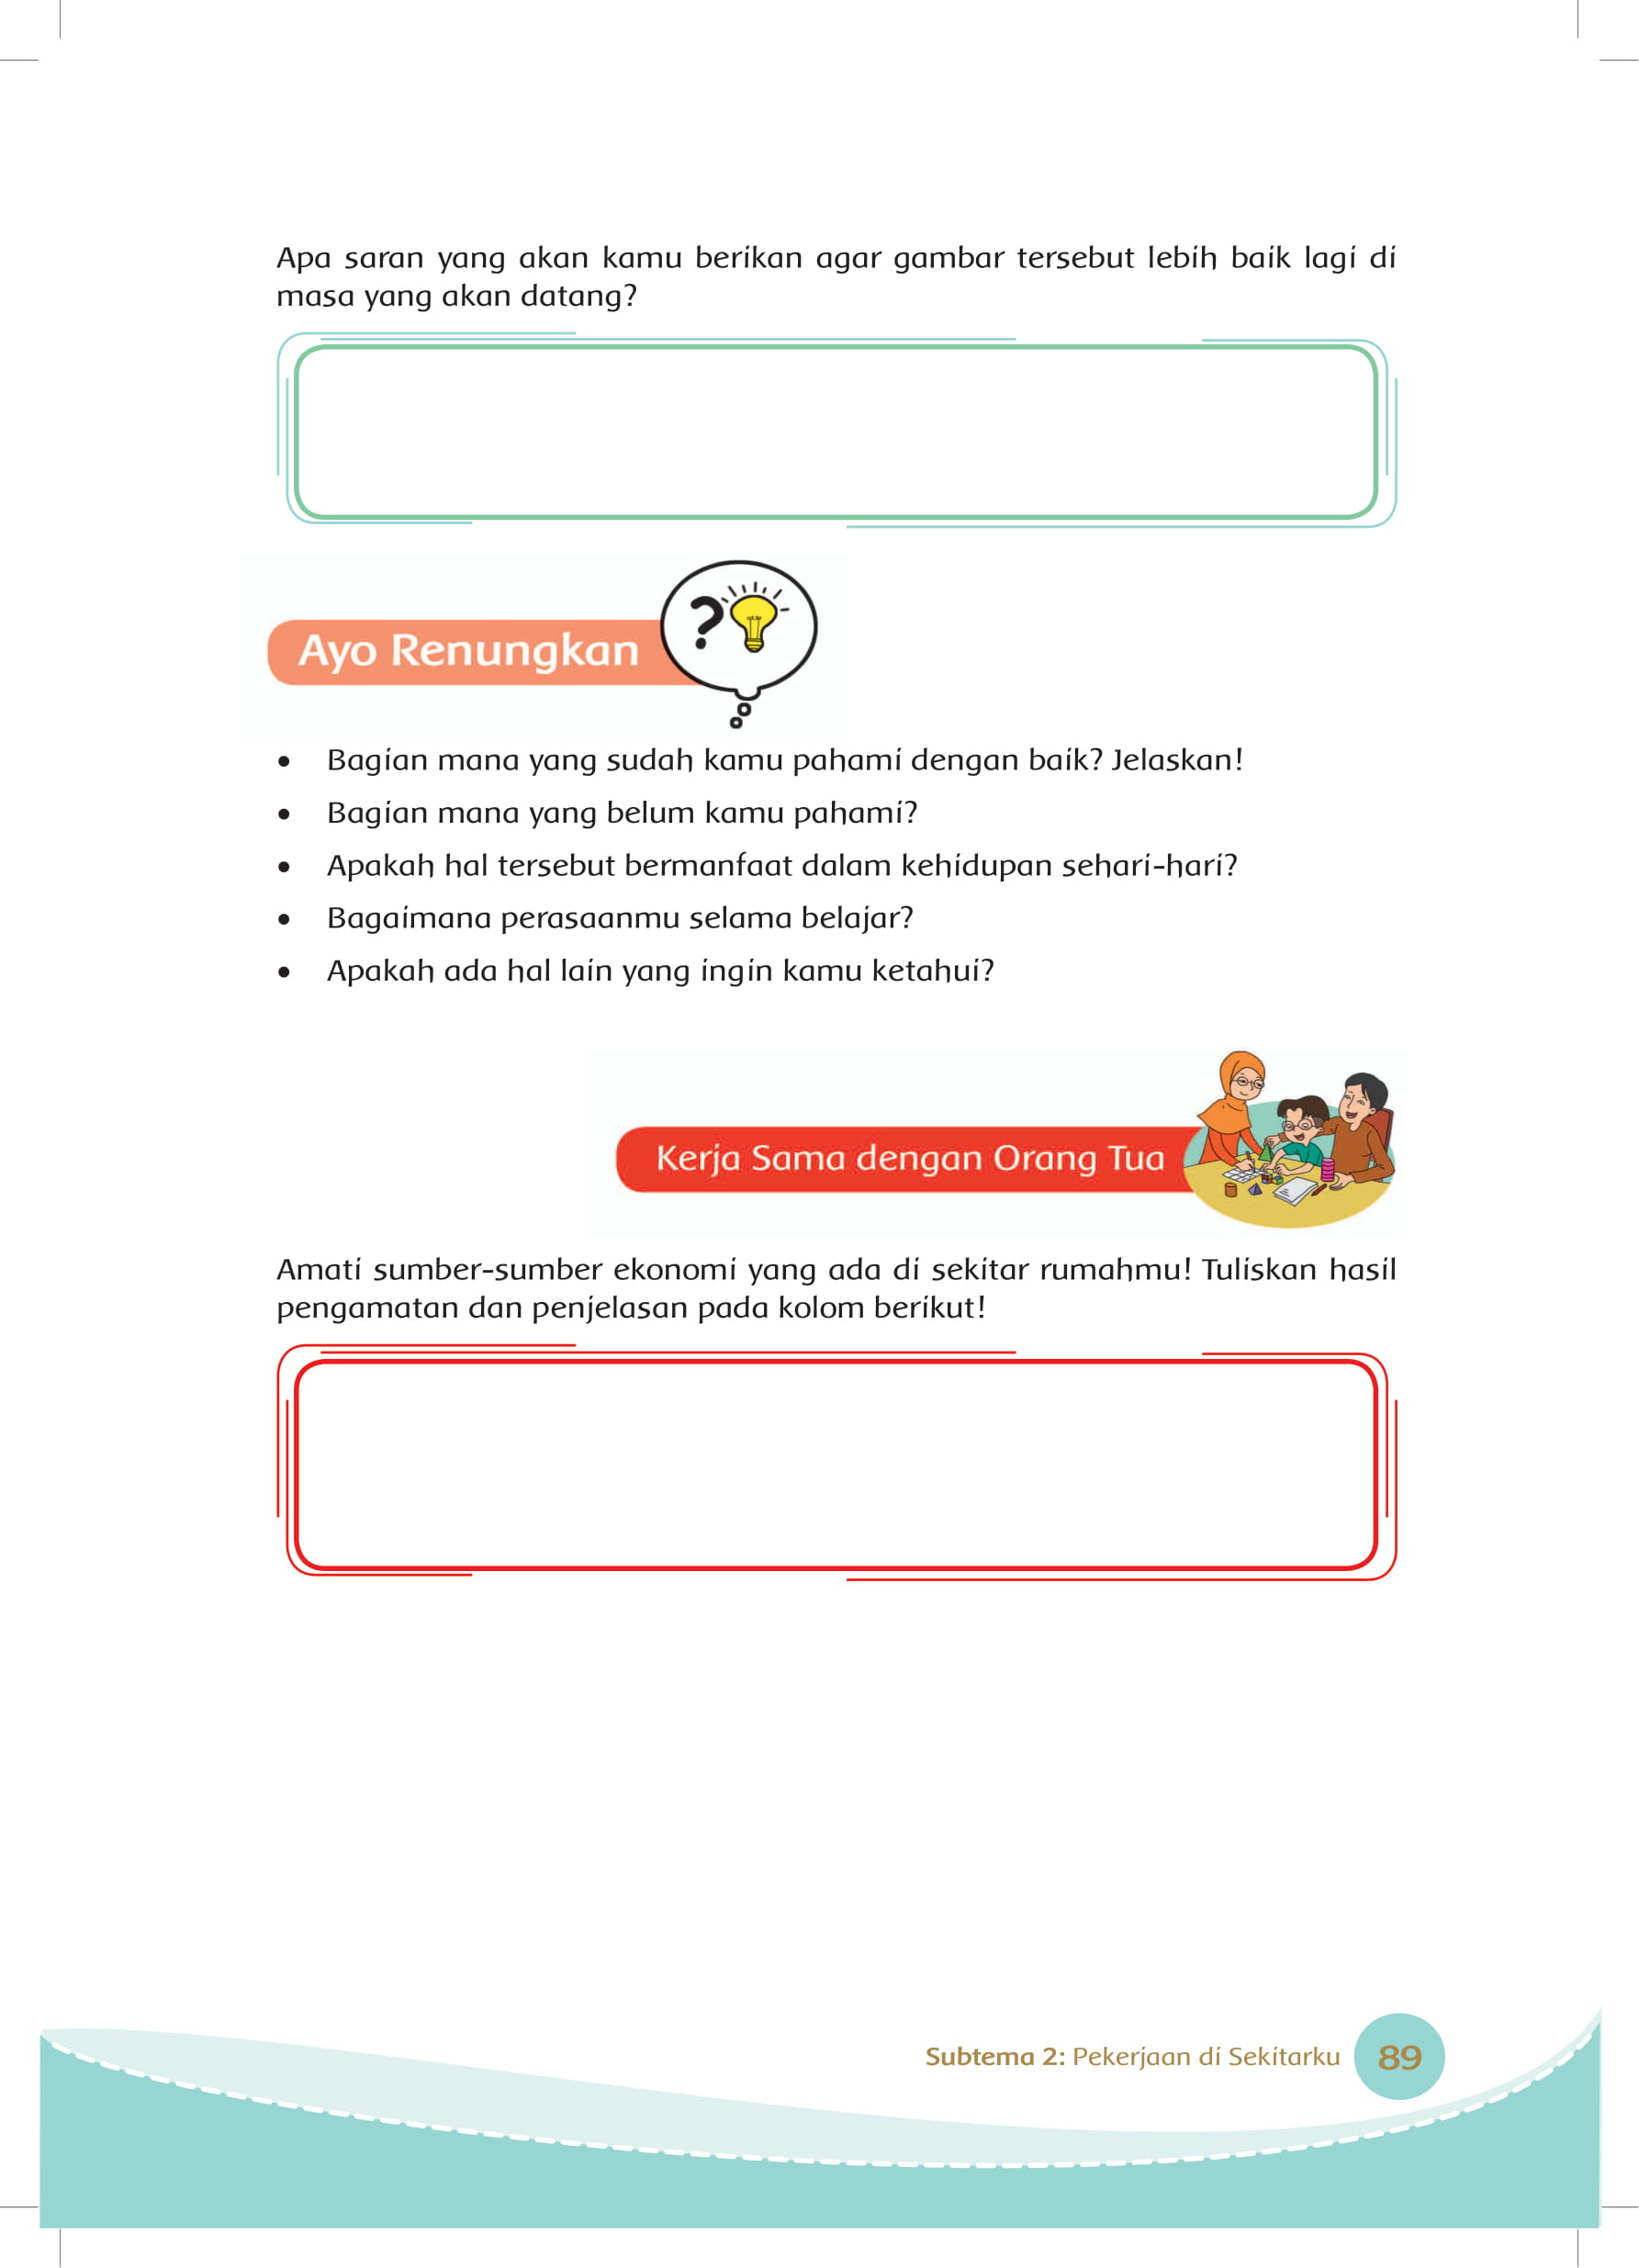 Apa saran yang akan kamu berikan agar gambar tersebut lebih baik lagi di
masa yang akan datang?
?
Ayo Renungkan
• Bagian mana yang sudah kamu pahami dengan baik? Jelaskan!
• Bagian mana yang belum kamu pahami?
• Apakah hal tersebut bermanfaat dalam kehidupan sehari-hari?
• Bagaimana perasaanmu selama belajar?
• Apakah ada hal lain yang ingin kamu ketahui?
Kerja Sama dengan Orang Tua
Amati sumber-sumber ekonomi yang ada di sekitar rumahmu! Tuliskan hasil
pengamatan dan penjelasan pada kolom berikut!
Subtema 2: Pekerjaan di Sekitarku 89